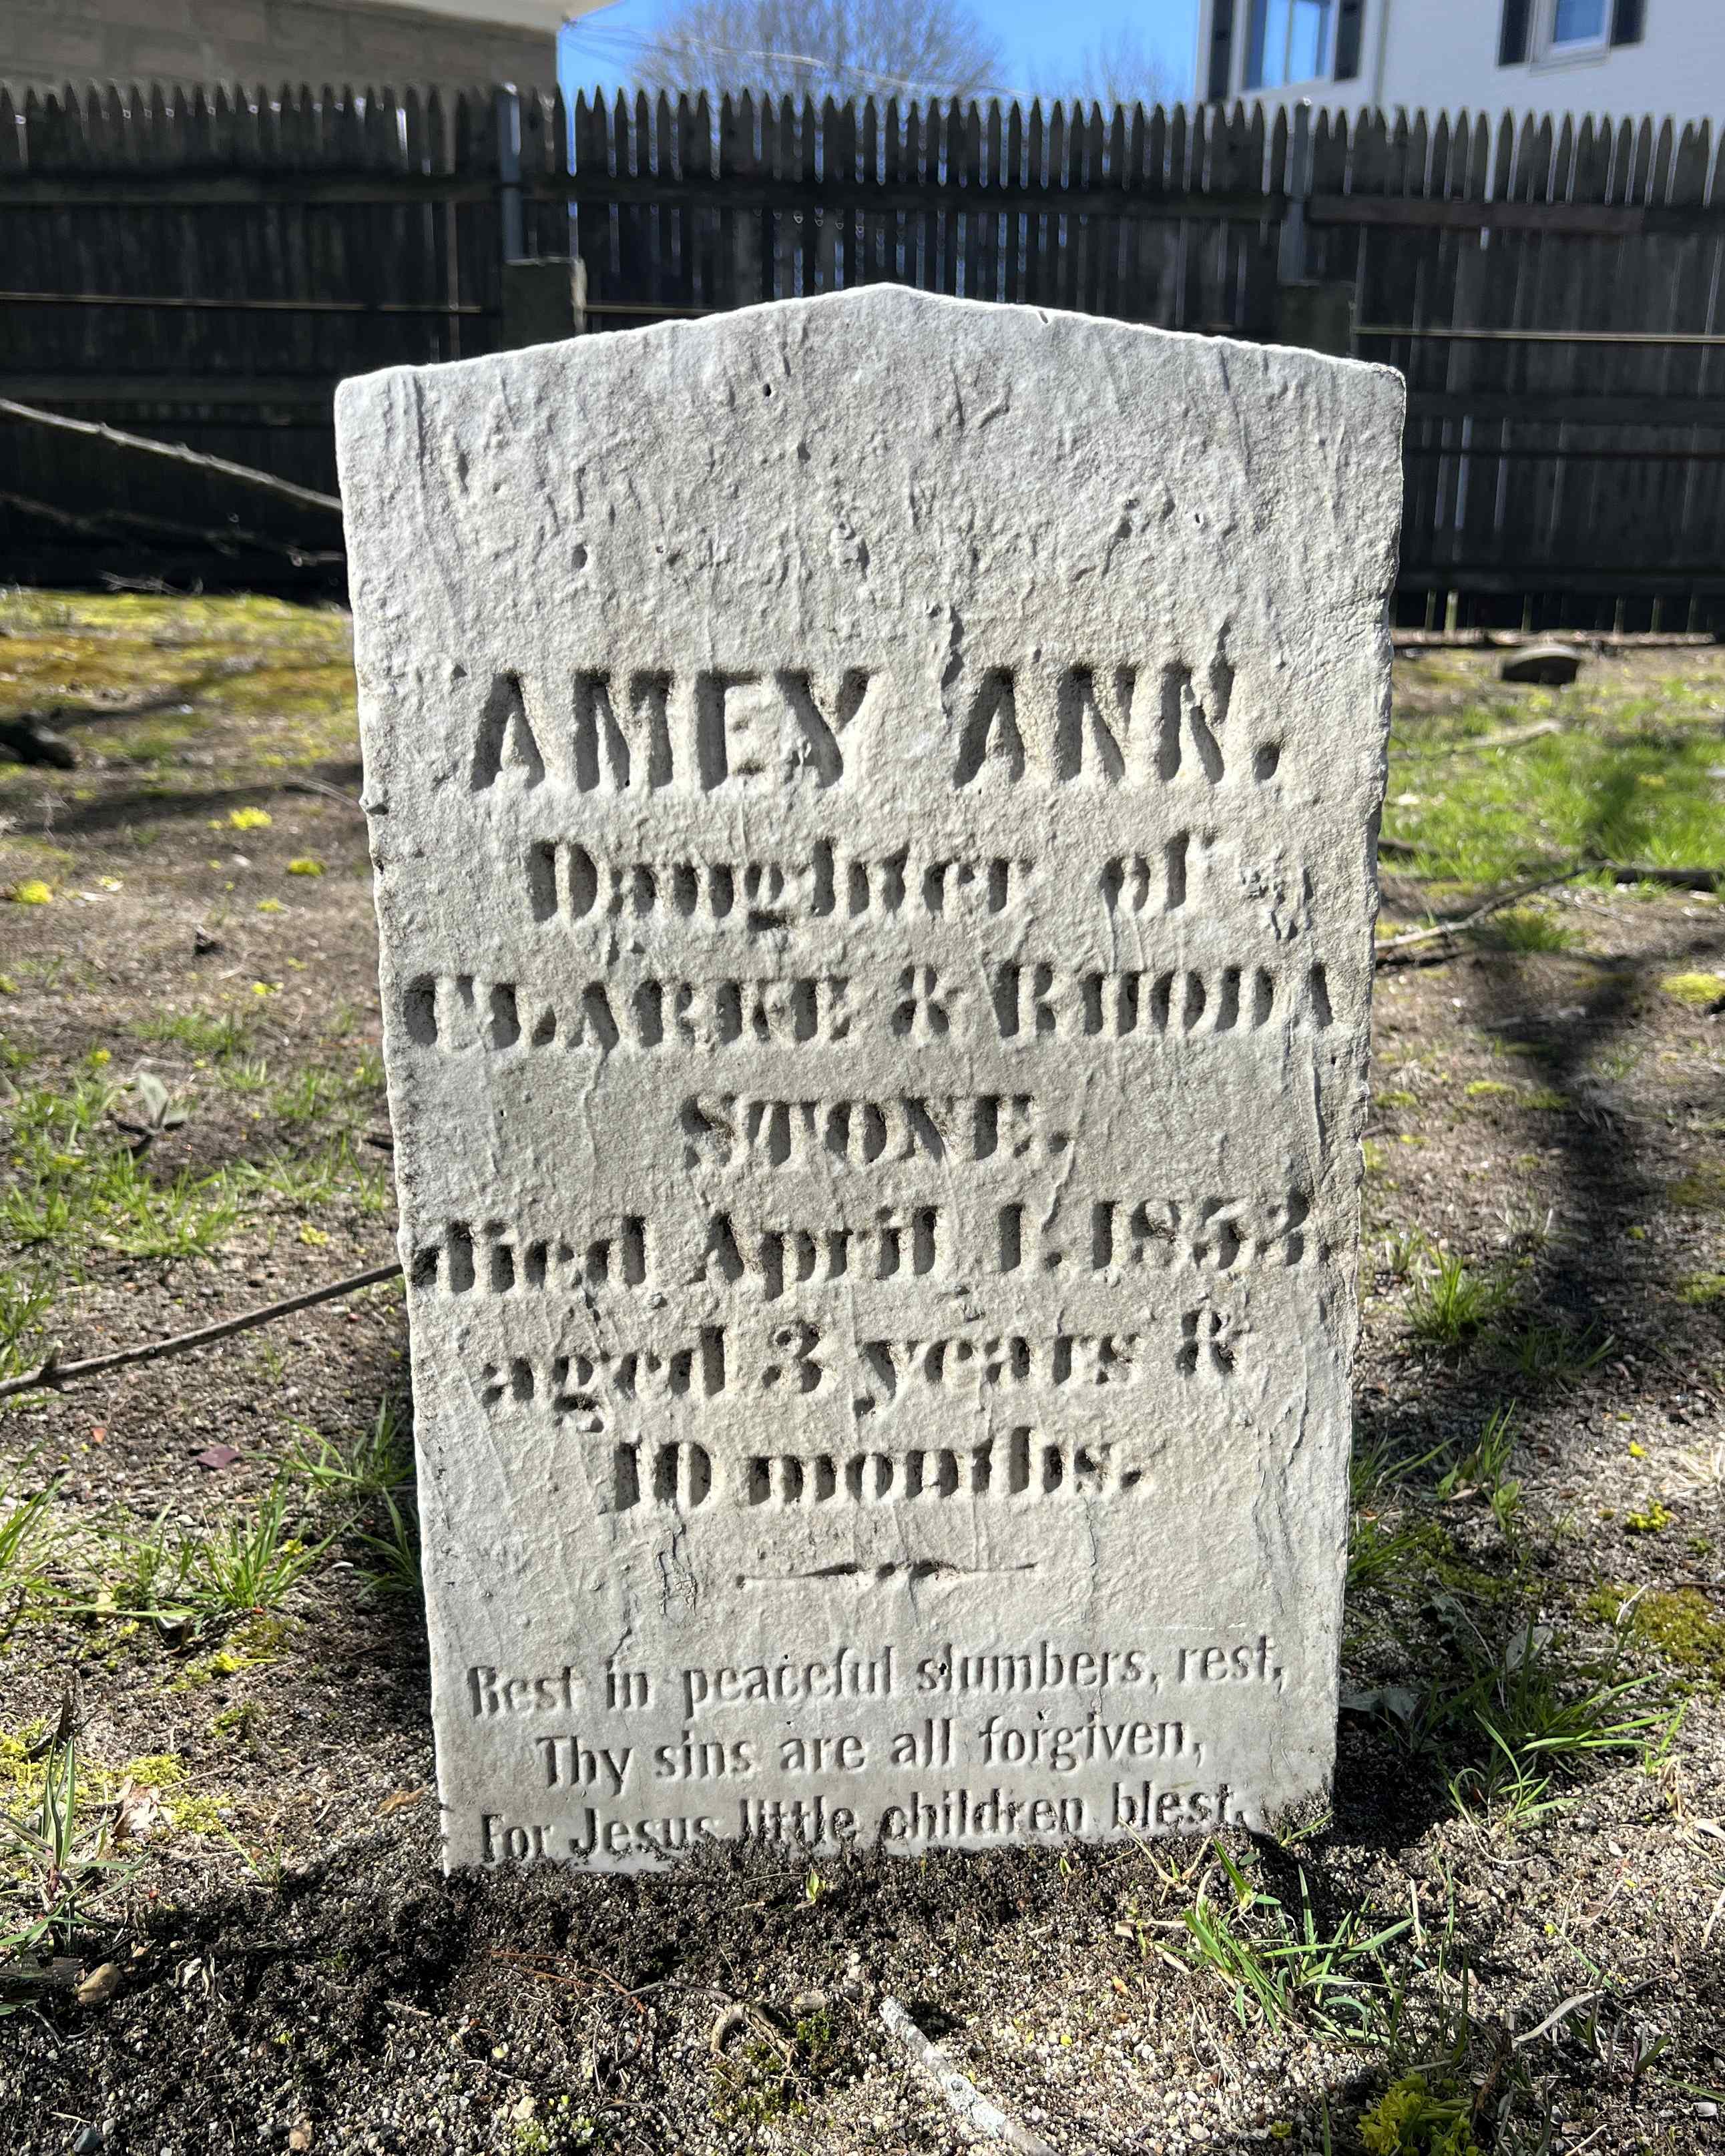 AMEY ANN.
Daughter of
CLARKE & RHODA
STONE.
died April 1. 1853.
aged 3 years &
10 months.
Rest in peaceful slumbers, rest,
Thy sins are all forgiven,
For Jesus little children blest,